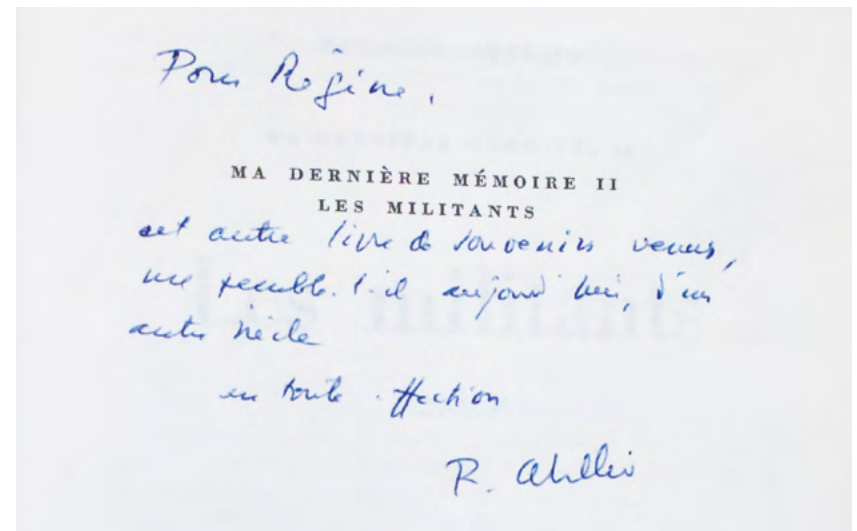 Pour Régine,
MA DERNIÈRE MÉMOIRE II
LES MILITANTS
cet autre livre de souvenirs venus,
me semble-t-il aujourd'hui, d'un
autre siècle
en toute affection
R. Abellio